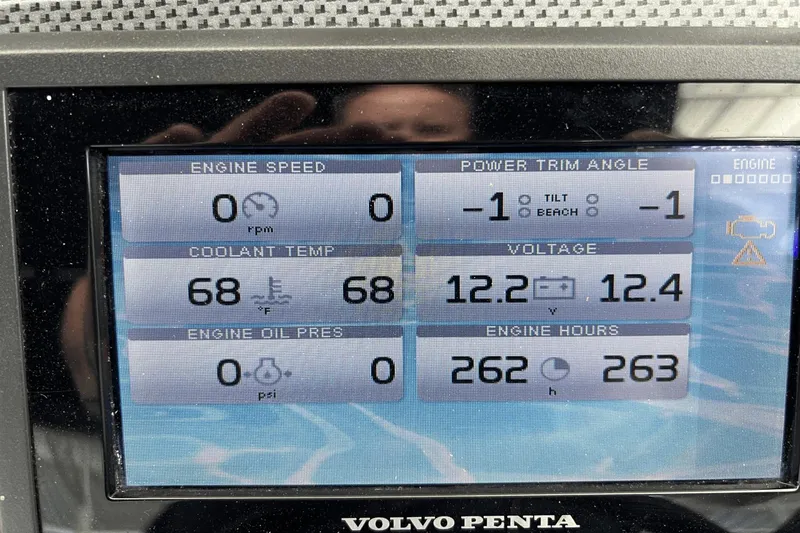 ENGINE SPEED
0 0
rpm
POWER TRIM ANGLE
-1 TILT -1
BEACH
ENGINE
COOLANT TEMP
68 68
°F
VOLTAGE
12.2 12.4
V
ENGINE OIL PRES
0 0
psi
ENGINE HOURS
262 263
h
VOLVO PENTA